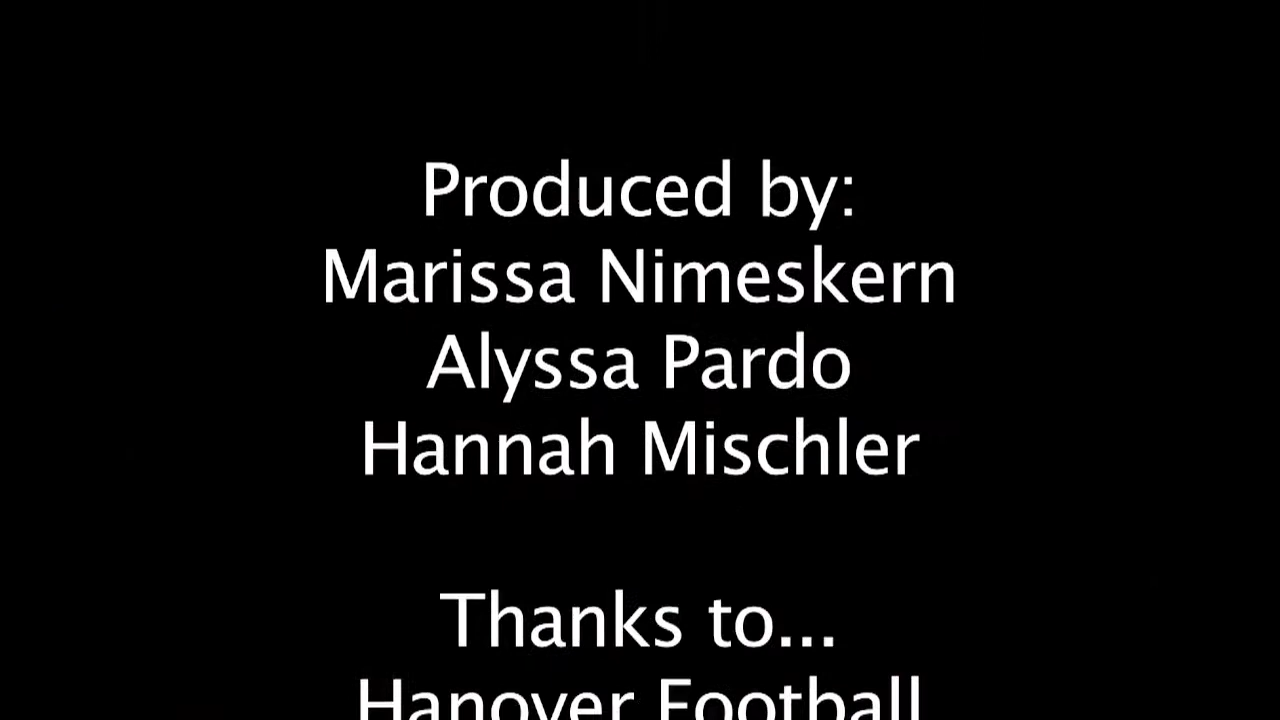 Produced by:
Marissa Nimeskern
Alyssa Pardo
Hannah Mischler
Thanks to...
Hanover Football